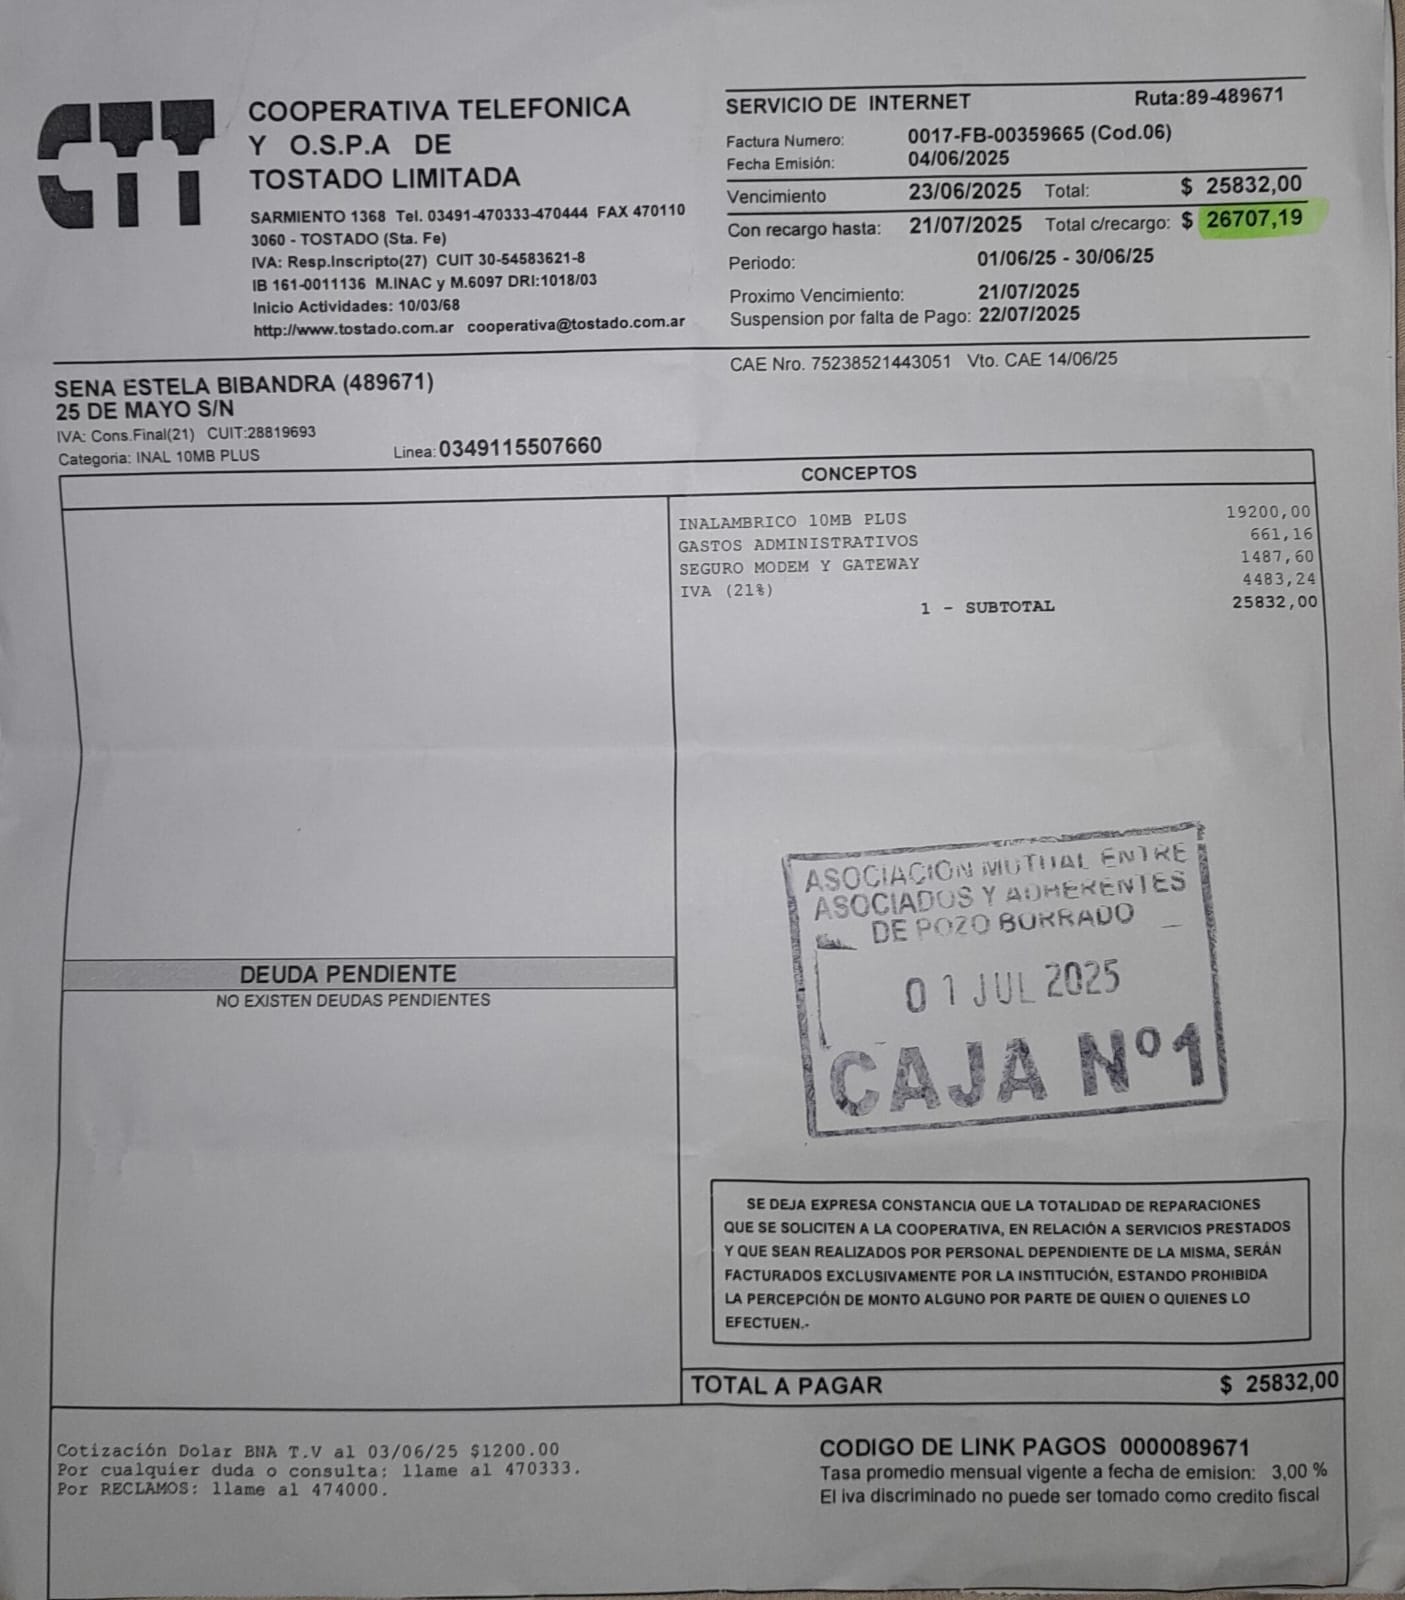 CTT
COOPERATIVA TELEFONICA
Y O.S.P.A DE
TOSTADO LIMITADA
SARMIENTO 1368 Tel. 03491-470333-470444 FAX 470110
3060 - TOSTADO (Sta. Fe)
IVA: Resp.Inscripto(27) CUIT 30-54583621-8
IB 161-0011136 M.INAC y M.6097 DRI:1018/03
Inicio Actividades: 10/03/68
http://www.tostado.com.ar cooperativa@tostado.com.ar
SERVICIO DE INTERNET Ruta:89-489671
Factura Numero: 0017-FB-00359665 (Cod.06)
Fecha Emisión: 04/06/2025
Vencimiento 23/06/2025 Total: $ 25832,00
Con recargo hasta: 21/07/2025 Total c/recargo: $ 26707,19
Periodo: 01/06/25 - 30/06/25
Proximo Vencimiento: 21/07/2025
Suspension por falta de Pago: 22/07/2025
CAE Nro. 75238521443051 Vto. CAE 14/06/25
SENA ESTELA BIBANDRA (489671)
25 DE MAYO S/N
IVA: Cons.Final(21) CUIT:28819693
Categoria: INAL 10MB PLUS Linea:0349115507660
CONCEPTOS
INALAMBRICO 10MB PLUS 19200,00
GASTOS ADMINISTRATIVOS 661,16
SEGURO MODEM Y GATEWAY 1487,60
IVA (21%) 4483,24
1 - SUBTOTAL 25832,00
ASOCIACION MUTUAL ENTRE
ASOCIADOS Y ADHERENTES
DE POZO BORRADO
01 JUL 2025
CAJA Nº1
DEUDA PENDIENTE
NO EXISTEN DEUDAS PENDIENTES
SE DEJA EXPRESA CONSTANCIA QUE LA TOTALIDAD DE REPARACIONES
QUE SE SOLICITEN A LA COOPERATIVA, EN RELACIÓN A SERVICIOS PRESTADOS
Y QUE SEAN REALIZADOS POR PERSONAL DEPENDIENTE DE LA MISMA, SERÁN
FACTURADOS EXCLUSIVAMENTE POR LA INSTITUCIÓN, ESTANDO PROHIBIDA
LA PERCEPCIÓN DE MONTO ALGUNO POR PARTE DE QUIEN O QUIENES LO
EFECTUEN.-
TOTAL A PAGAR $ 25832,00
Cotización Dolar BNA T.V al 03/06/25 $1200.00
Por cualquier duda o consulta: llame al 470333.
Por RECLAMOS: llame al 474000.
CODIGO DE LINK PAGOS 0000089671
Tasa promedio mensual vigente a fecha de emision: 3,00 %
El iva discriminado no puede ser tomado como credito fiscal